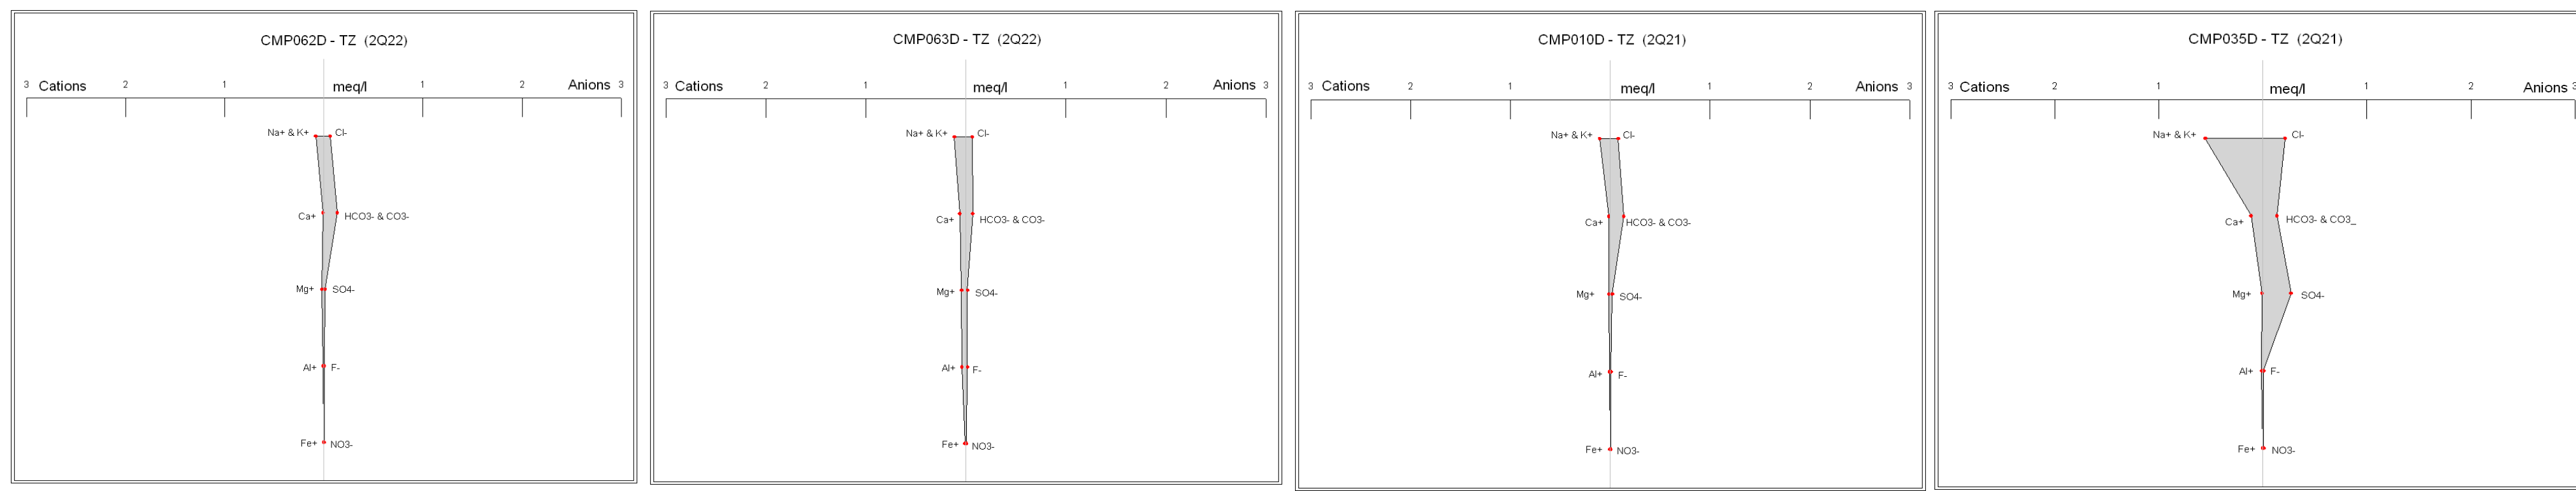 CMP062D - TZ (2Q22)
3 Cations 2 1 meq/l 1 2 Anions 3
Na+ & K+ Cl-
Ca+ HCO3- & CO3-
Mg+ SO4-
Al+ F-
Fe+ NO3-
CMP063D - TZ (2Q22)
3 Cations 2 1 meq/l 1 2 Anions 3
Na+ & K+ Cl-
Ca+ HCO3- & CO3-
Mg+ SO4-
Al+ F-
Fe+ NO3-
CMP010D - TZ (2Q21)
3 Cations 2 1 meq/l 1 2 Anions 3
Na+ & K+ Cl-
Ca+ HCO3- & CO3-
Mg+ SO4-
Al+ F-
Fe+ NO3-
CMP035D - TZ (2Q21)
3 Cations 2 1 meq/l 1 2 Anions 3
Na+ & K+ Cl-
Ca+ HCO3- & CO3_
Mg+ SO4-
Al+ F-
Fe+ NO3-